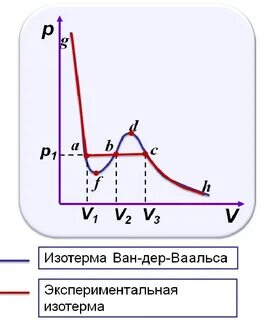 p
g
d
a
b
c
p₁
f
h
V₁ V₂ V₃ V
Изотерма Ван-дер-Ваальса
Экспериментальная
изотерма